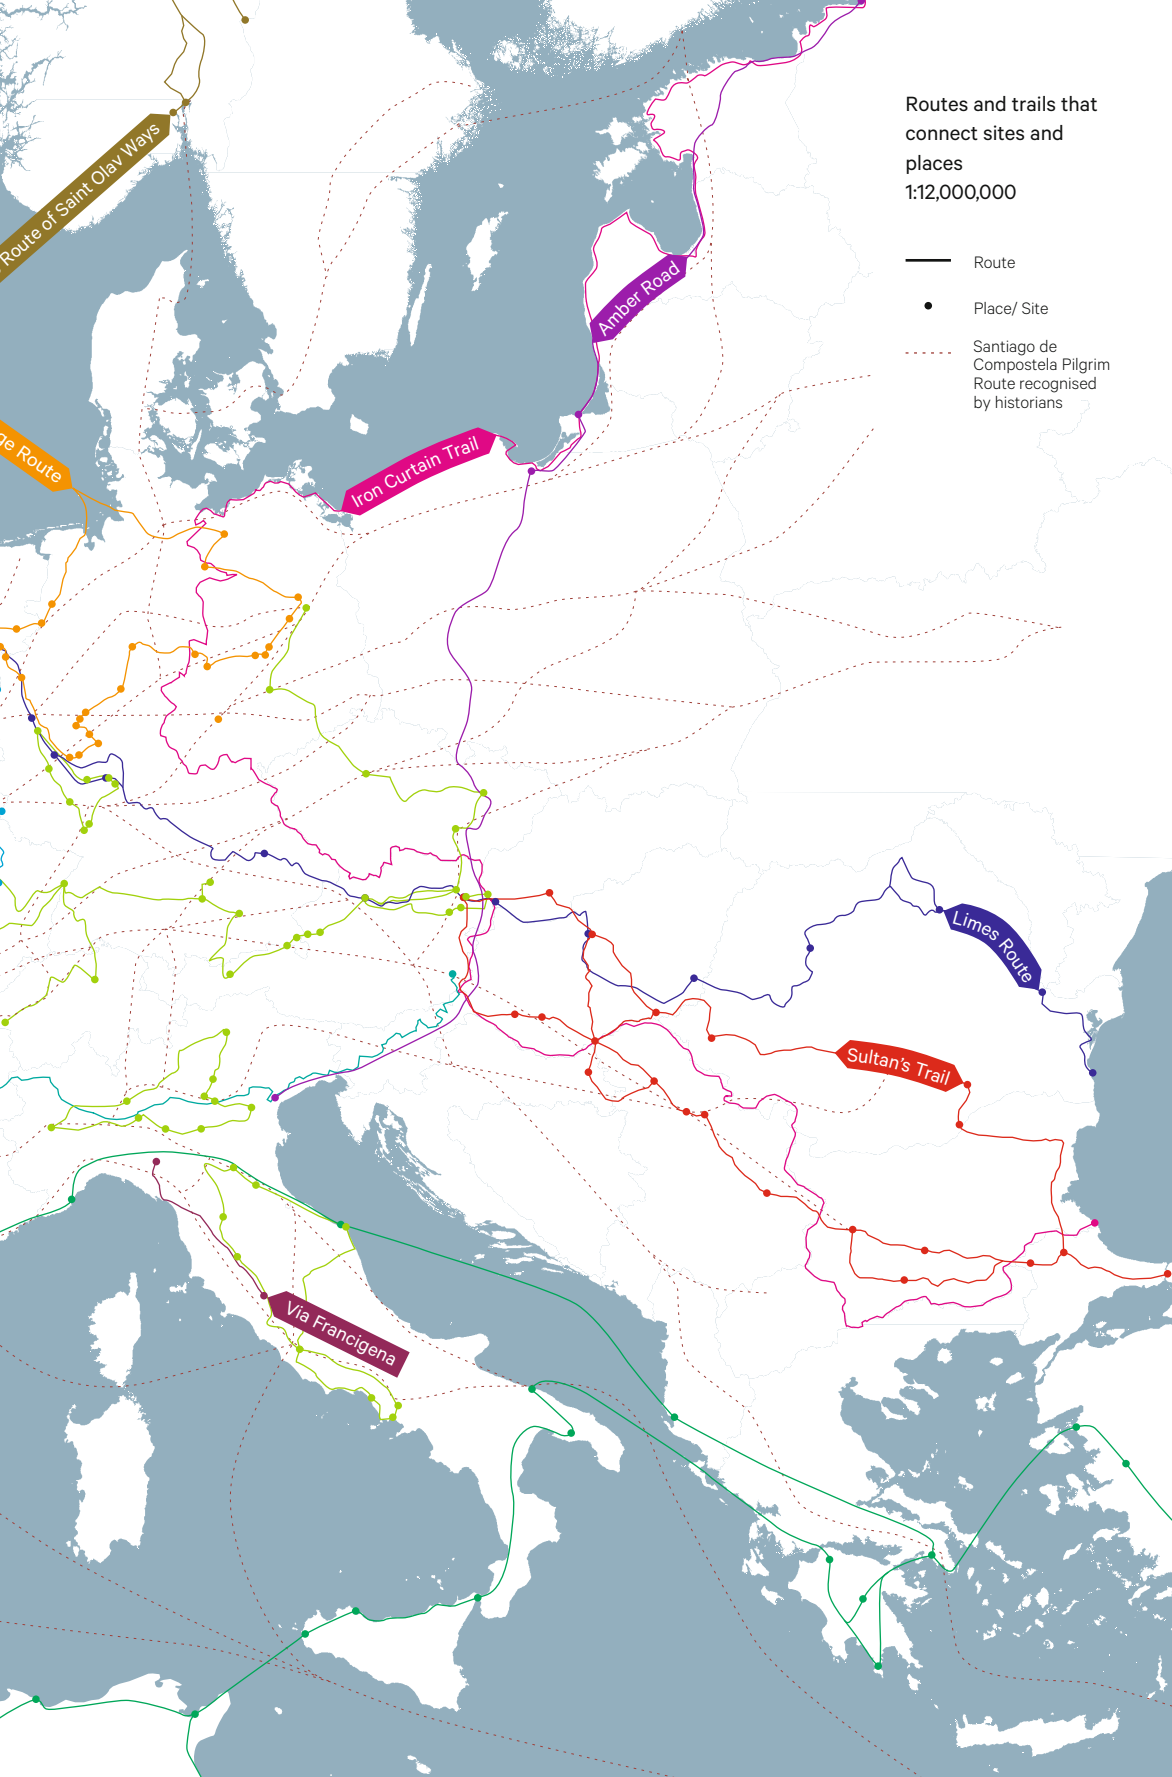 Routes and trails that
connect sites and
places
1:12,000,000
Route
Place/ Site
Santiago de
Compostela Pilgrim
Route recognised
by historians
Route of Saint Olav Ways
Amber Road
Iron Curtain Trail
ge Route
Limes Route
Sultan's Trail
Via Francigena